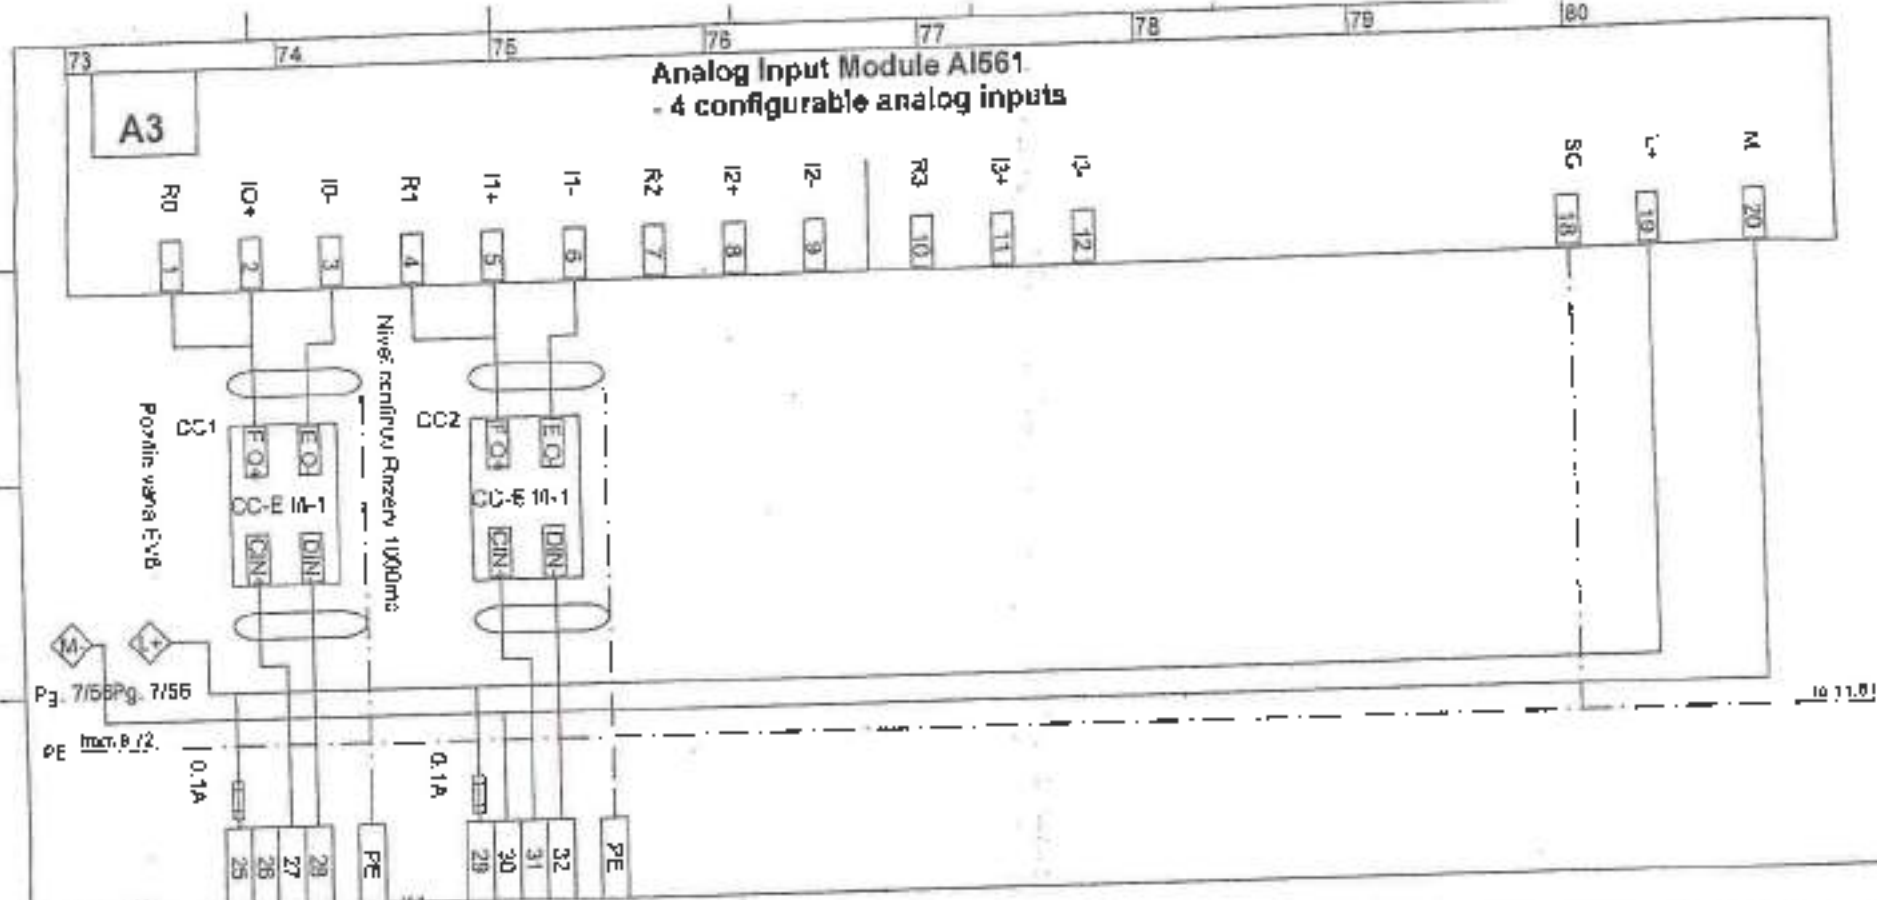 73 74 75 76 77 78 79 80
Analog Input Module AI561
- 4 configurable analog inputs
A3
R0 I0+ I0- R1 I1+ I1- R2 I2+ I2- R3 I3+ I3- SG L+ M
1 2 3 4 5 6 7 8 9 10 11 12 18 19 20
CC1
CC2
CC-E I/I-1
CC-E I/I-1
CIN DIN
CIN DIN
M- L+
Pg. 7/56 Pg. 7/56
PE
0.1A
0.1A
25 26 27 28 PE 29 30 31 32 PE